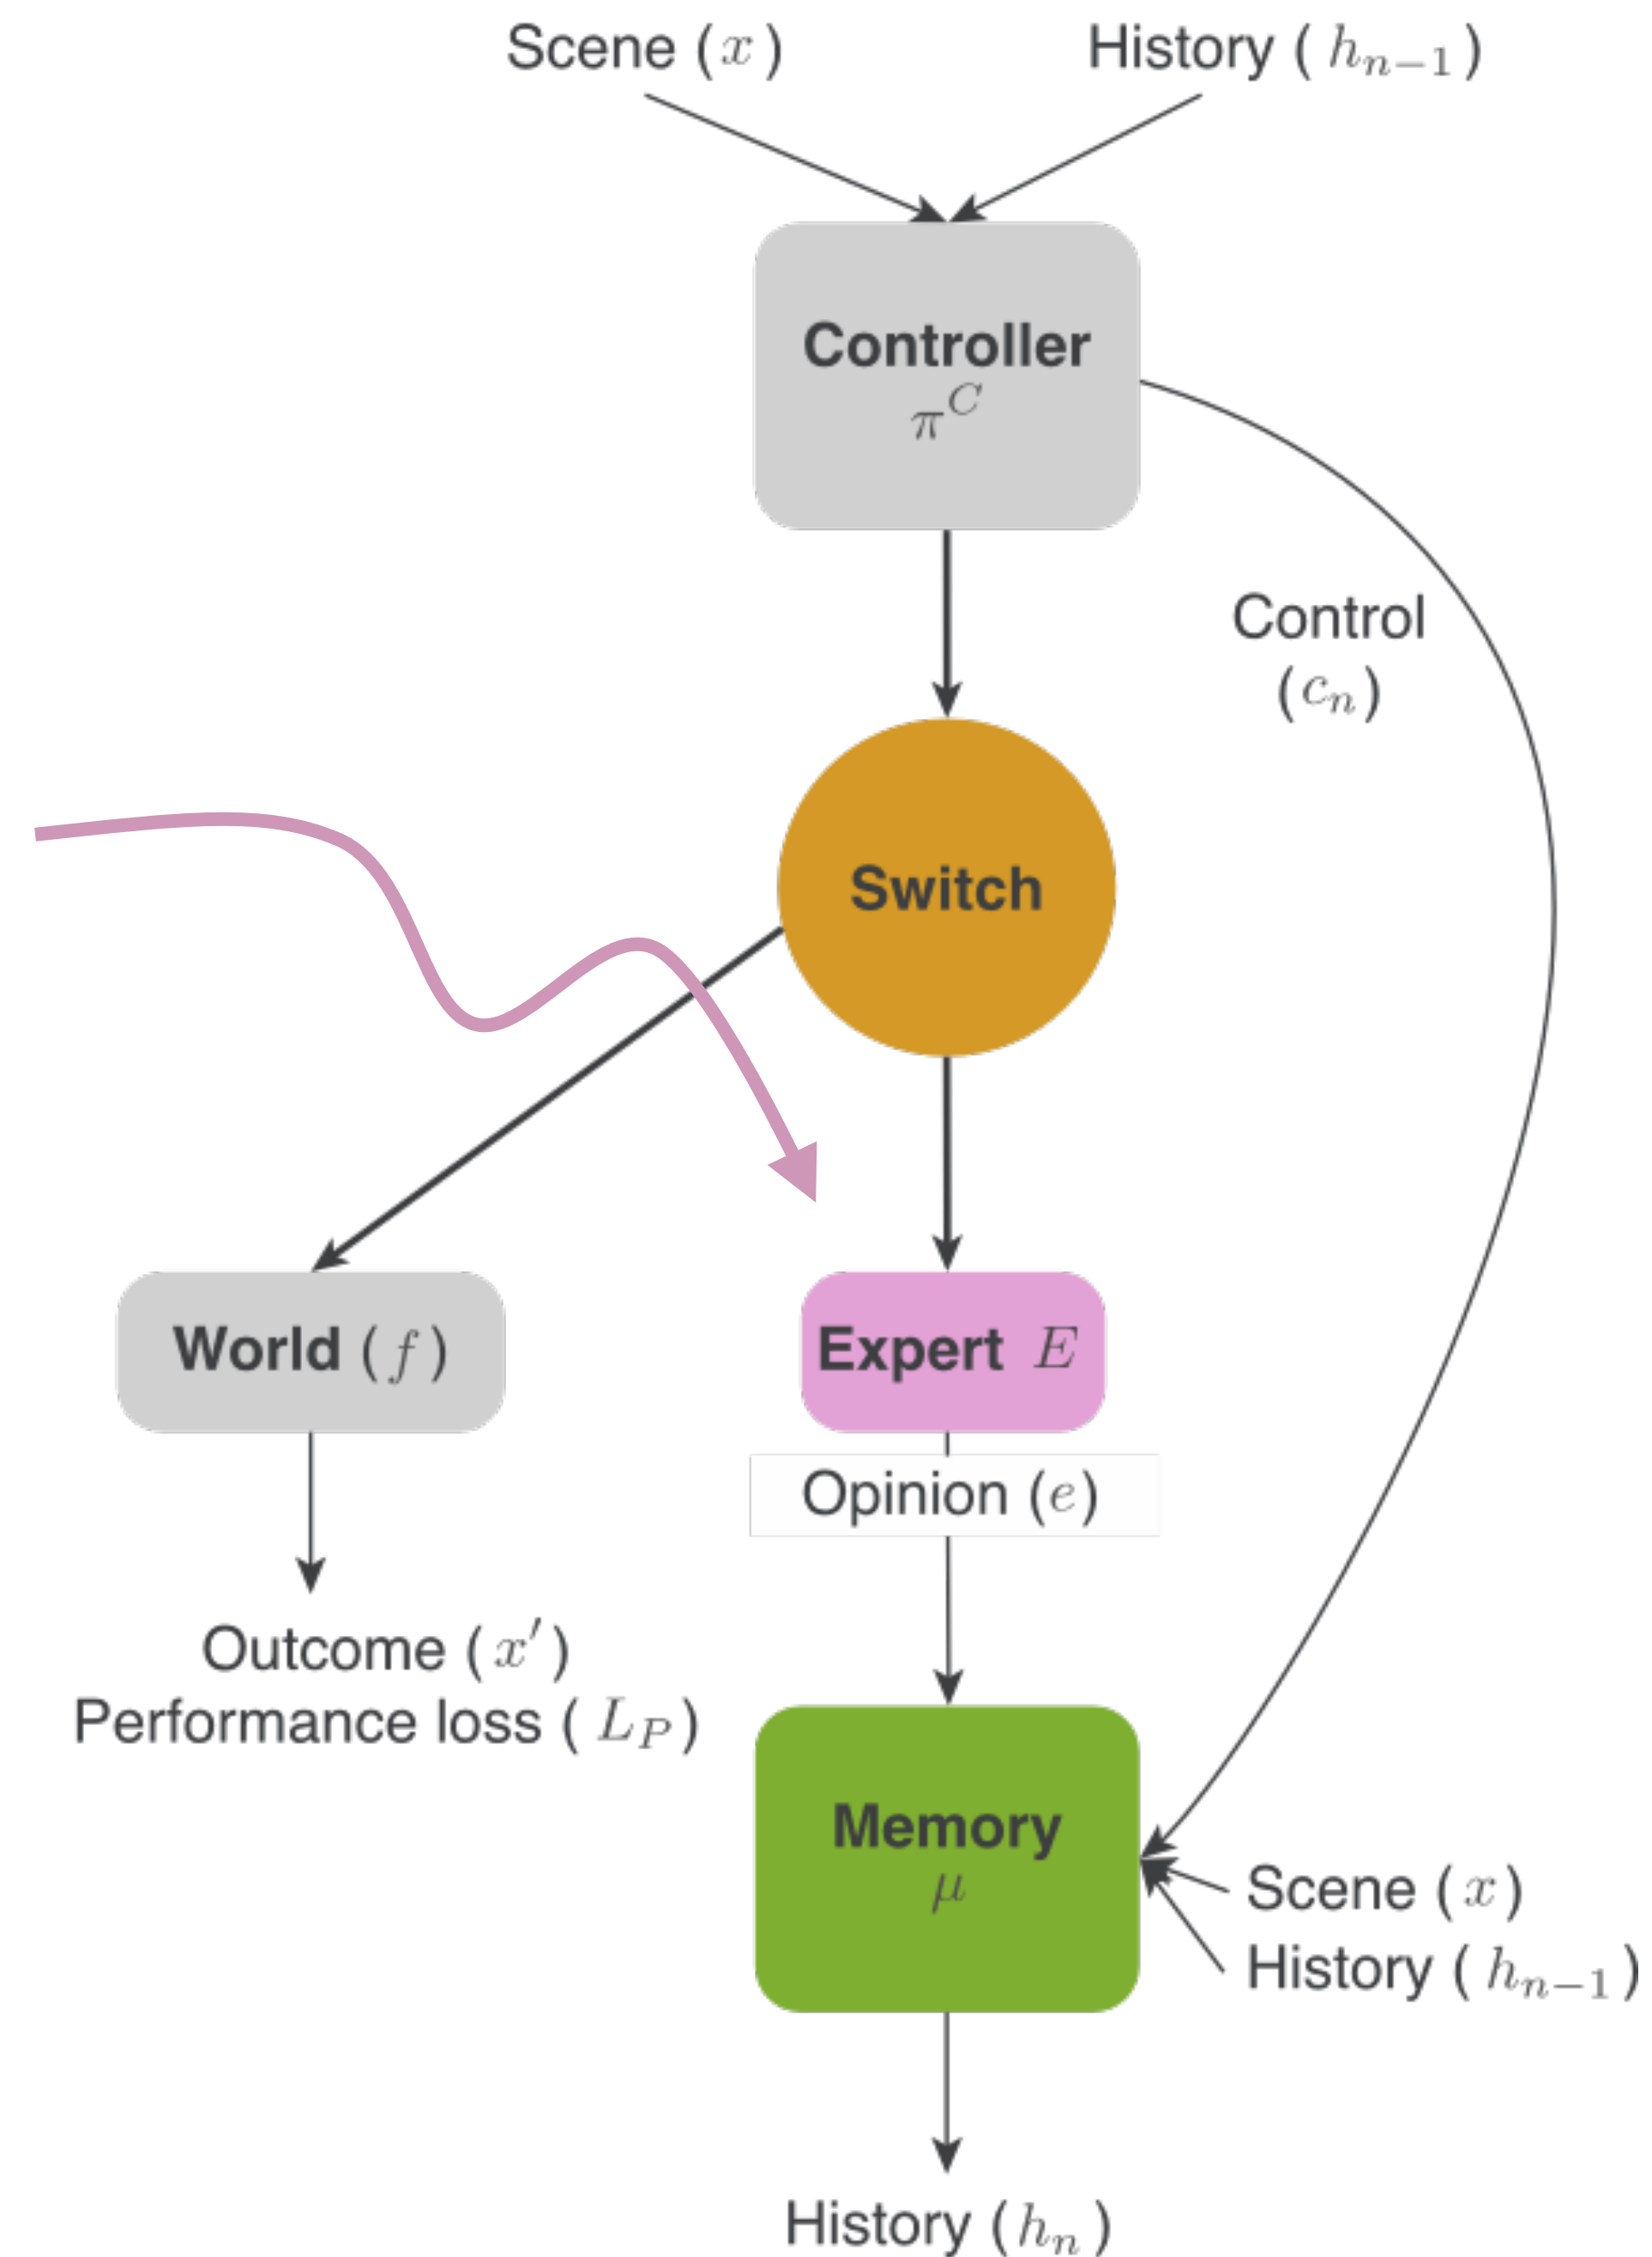 Scene (x)
History (hₙ₋₁)
Controller
π^C
Control
(cₙ)
Switch
World (f)
Expert E
Opinion (e)
Outcome (x′)
Performance loss (L_P)
Memory
μ
Scene (x)
History (hₙ₋₁)
History (hₙ)